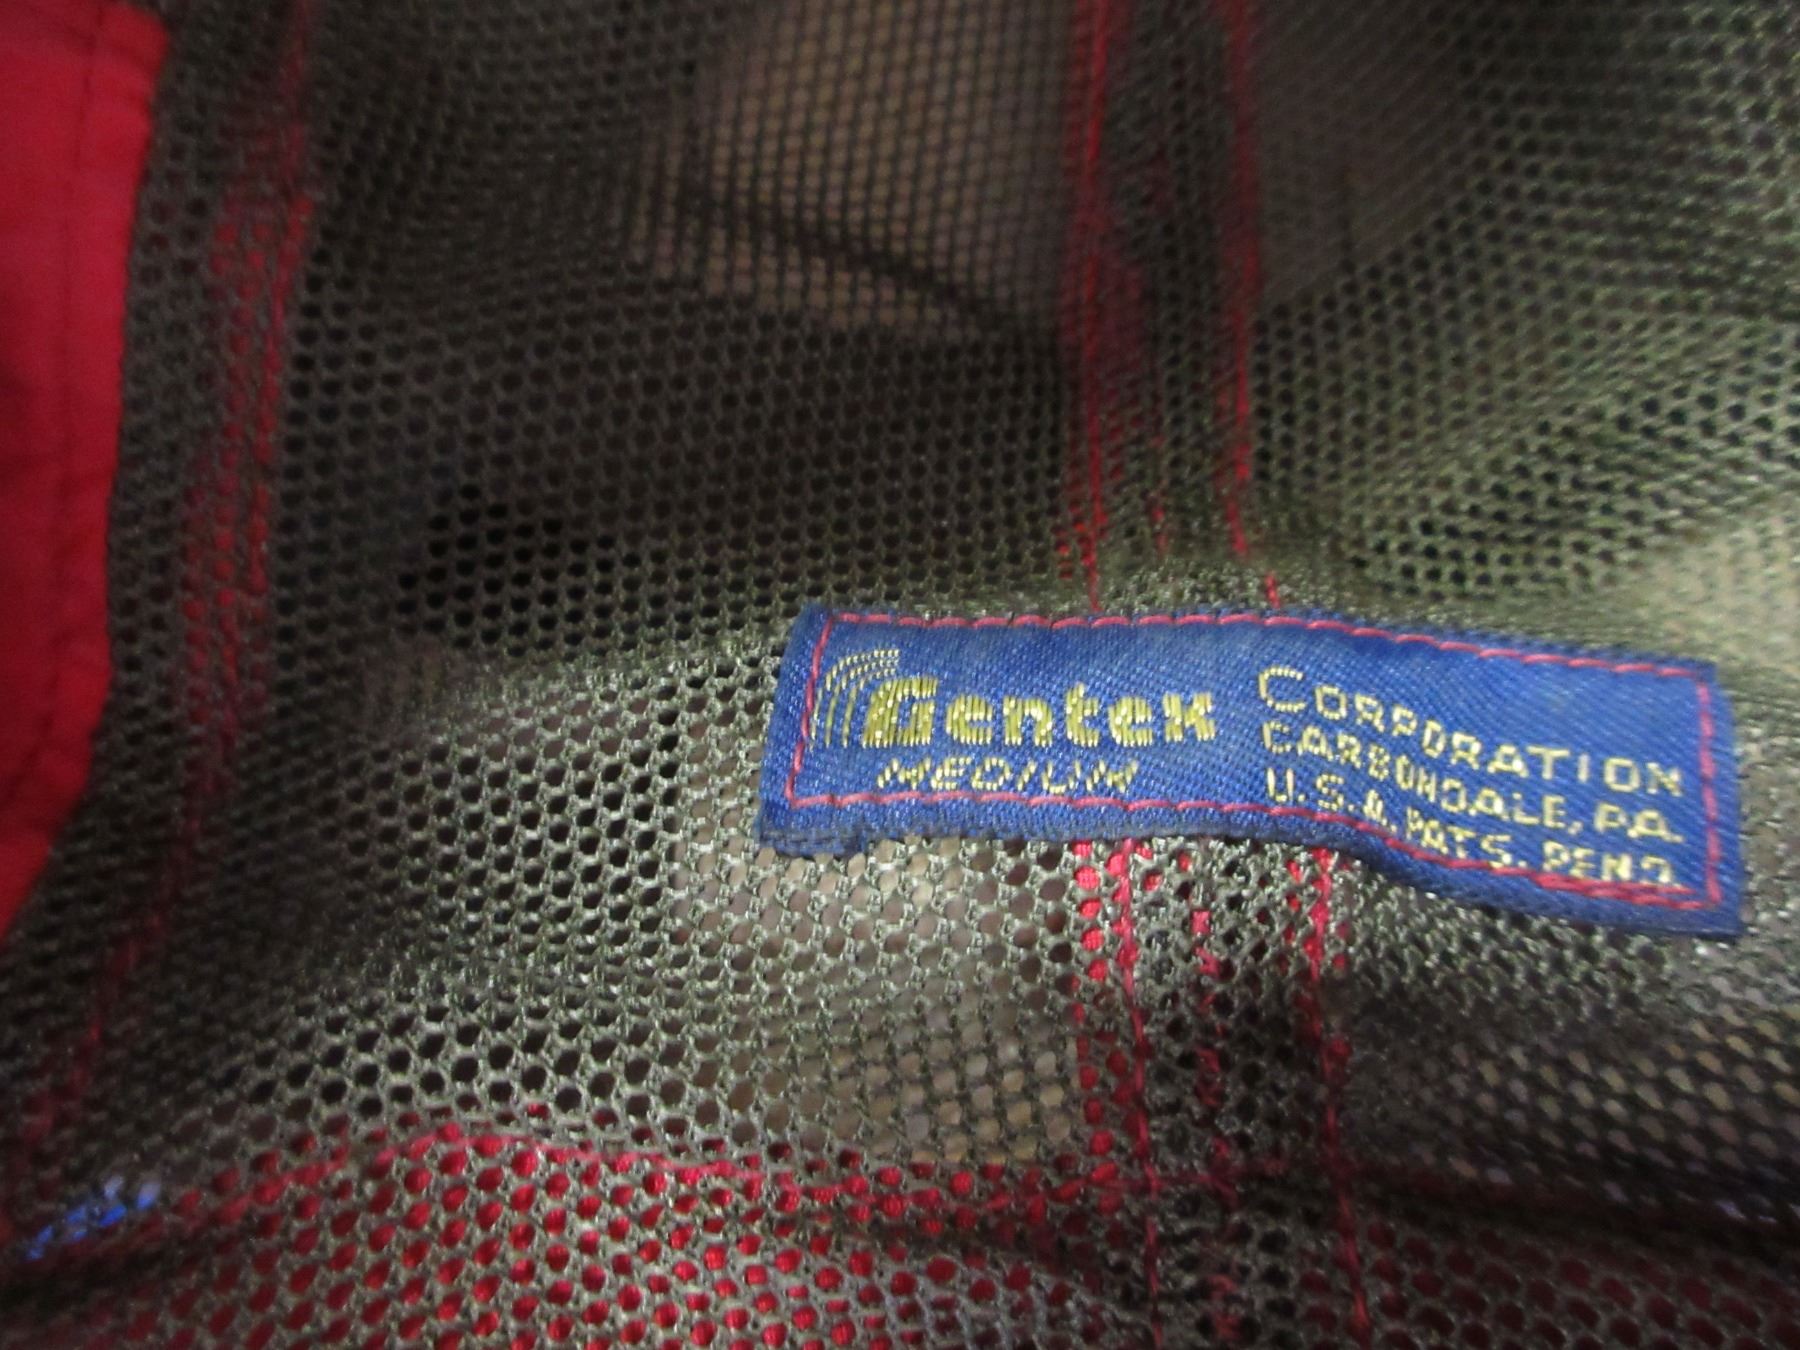 Gentex
MEDIUM
CORPORATION
CARBONDALE, PA.
U.S.A. PATS. PEND.